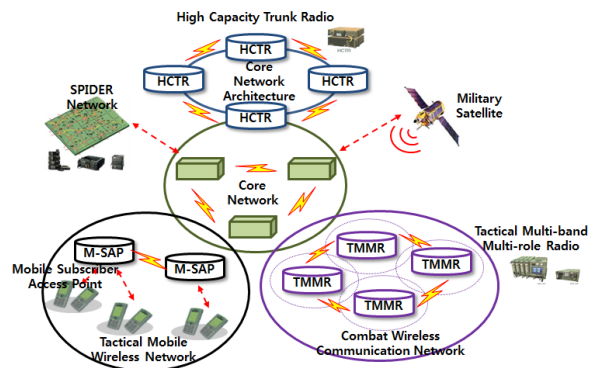 High Capacity Trunk Radio
HCTR
HCTR
HCTR
HCTR
HCTR
Core
Network
Architecture
SPIDER
Network
Military
Satellite
Core
Network
Tactical Multi-band
Multi-role Radio
M-SAP
M-SAP
Mobile Subscriber
Access Point
Tactical Mobile
Wireless Network
TMMR
TMMR
TMMR
TMMR
Combat Wireless
Communication Network